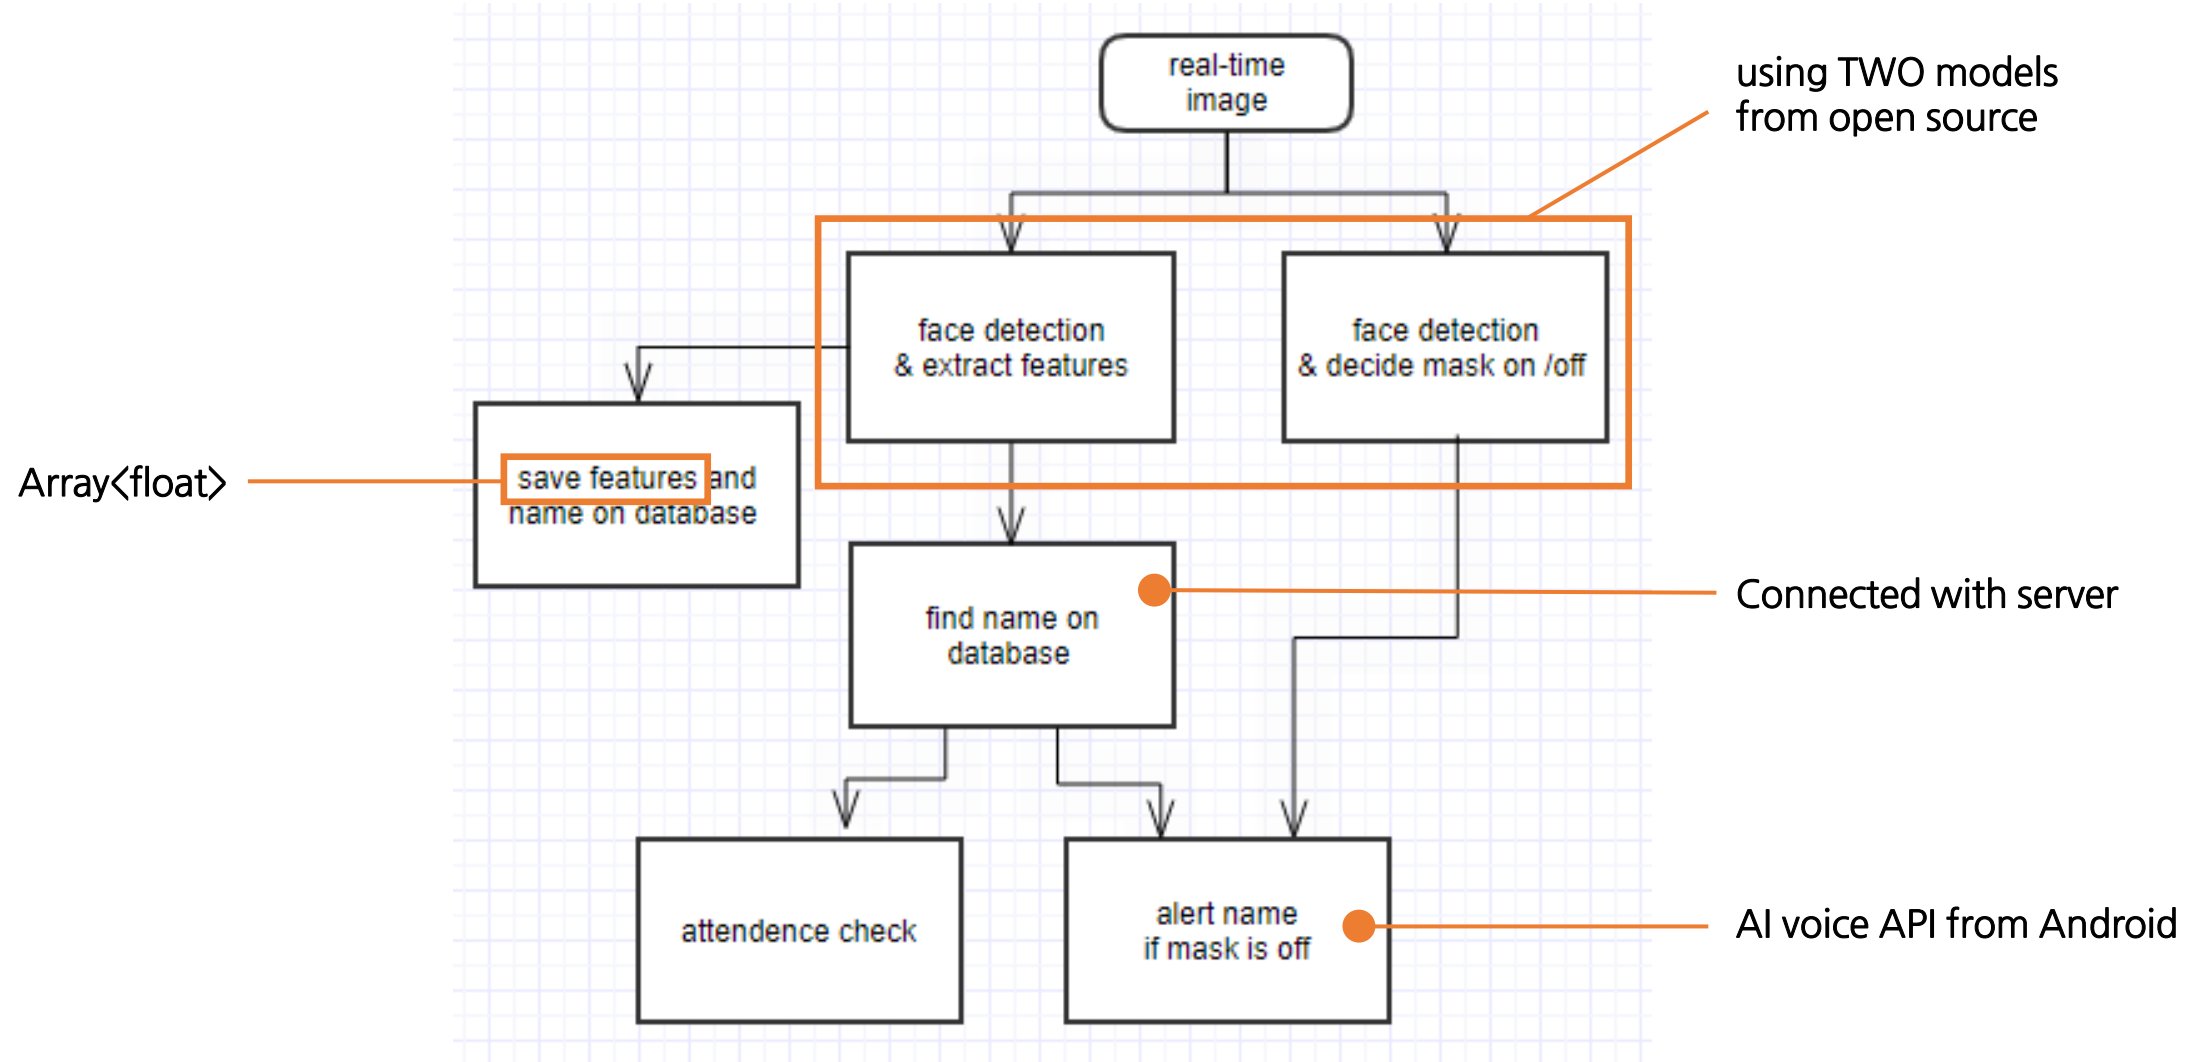 real-time
image
using TWO models
from open source
face detection
& extract features
face detection
& decide mask on /off
Array<float>
save features and
name on database
find name on
database
Connected with server
attendence check
alert name
if mask is off
AI voice API from Android